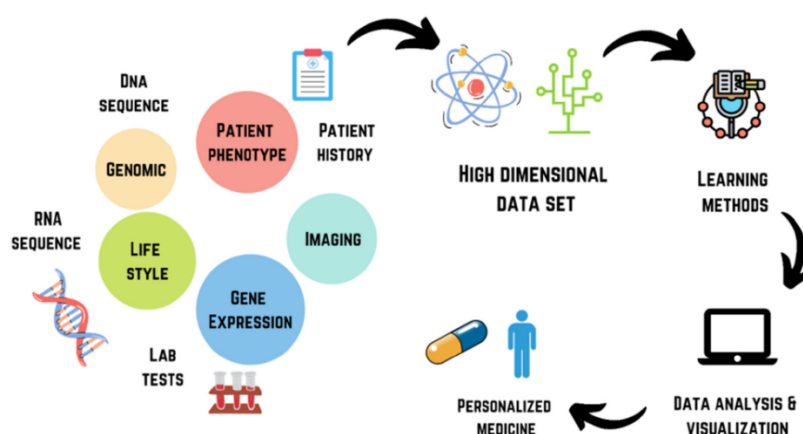 DNA
SEQUENCE
PATIENT
PHENOTYPE
PATIENT
HISTORY
GENOMIC
RNA
SEQUENCE
LIFE
STYLE
IMAGING
GENE
EXPRESSION
LAB
TESTS
HIGH DIMENSIONAL
DATA SET
LEARNING
METHODS
DATA ANALYSIS &
VISUALIZATION
PERSONALIZED
MEDICINE